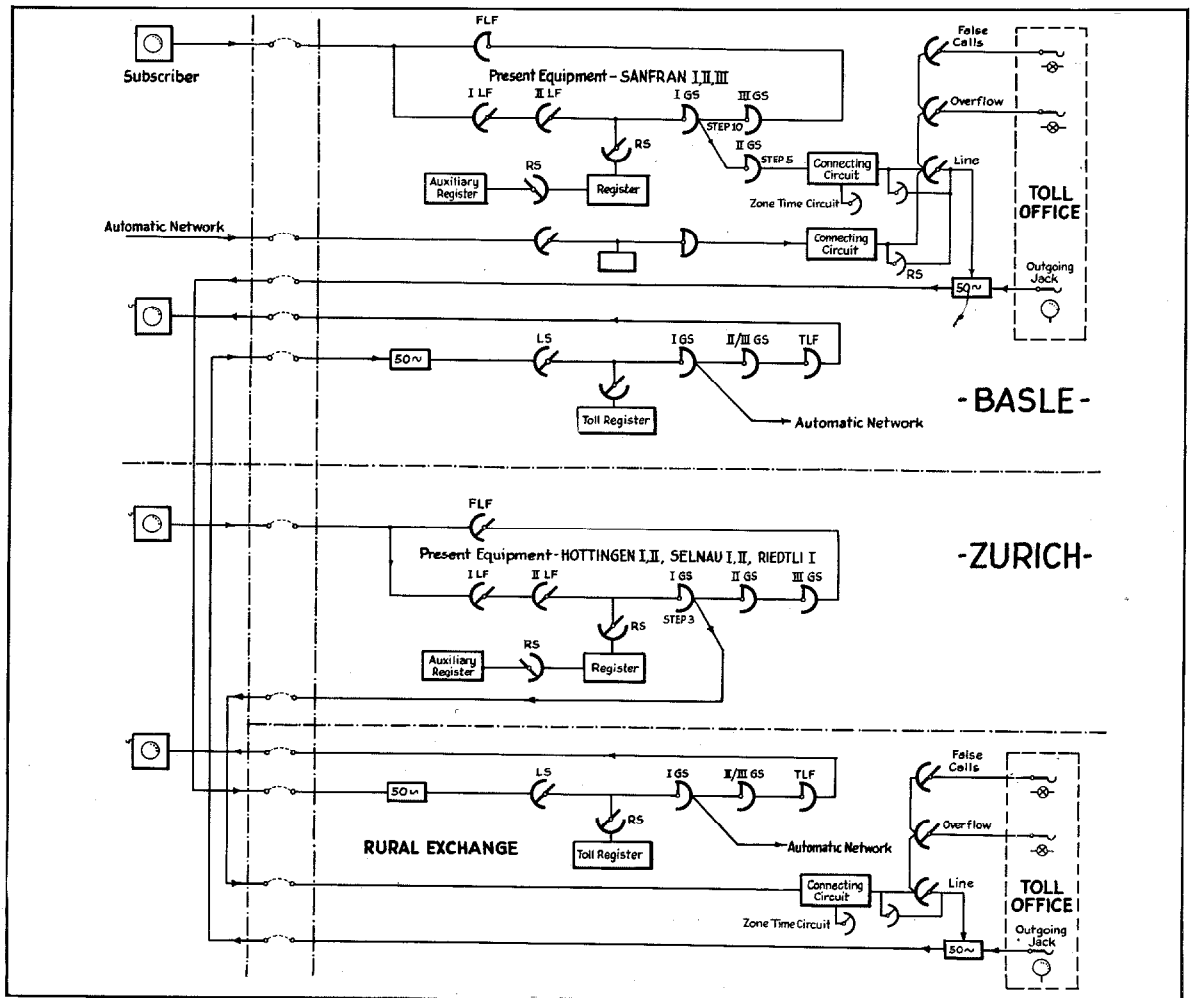 FLF
False
Calls
Subscriber
Present Equipment - SANFRAN I,II,III
I LF
II LF
I GS
III GS
Overflow
STEP 10
RS
II GS
STEP 5
Connecting
Circuit
Line
Auxiliary
Register
RS
Register
Zone Time Circuit
TOLL
OFFICE
Automatic Network
Connecting
Circuit
RS
Outgoing
Jack
50~
LS
I GS
II/III GS
TLF
50~
Toll Register
Automatic Network
-BASLE-
FLF
Present Equipment-HOTTINGEN I,II, SELNAU I,II, RIEDTLI I
-ZURICH-
I LF
II LF
I GS
II GS
III GS
STEP 3
RS
Auxiliary
Register
RS
Register
False
Calls
LS
I GS
II/III GS
TLF
50~
RS
Overflow
RURAL EXCHANGE
Toll Register
Automatic Network
Connecting
Circuit
Line
TOLL
OFFICE
Zone Time Circuit
Outgoing
Jack
50~